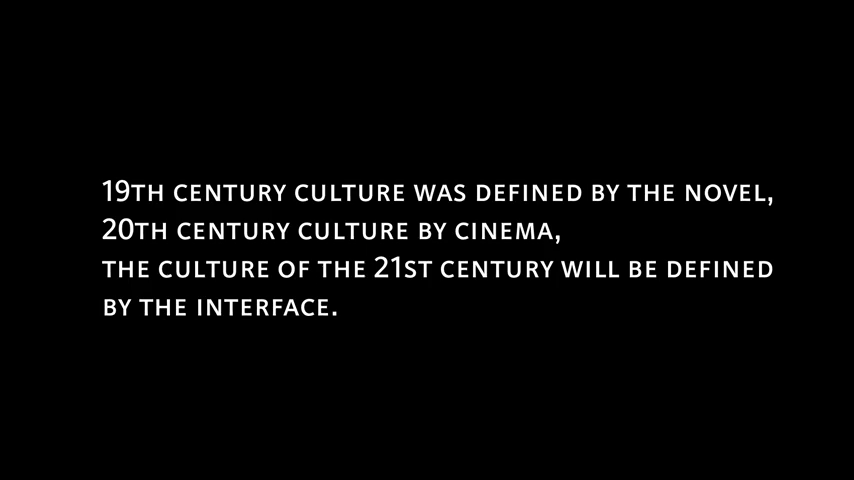 19TH CENTURY CULTURE WAS DEFINED BY THE NOVEL,
20TH CENTURY CULTURE BY CINEMA,
THE CULTURE OF THE 21ST CENTURY WILL BE DEFINED
BY THE INTERFACE.